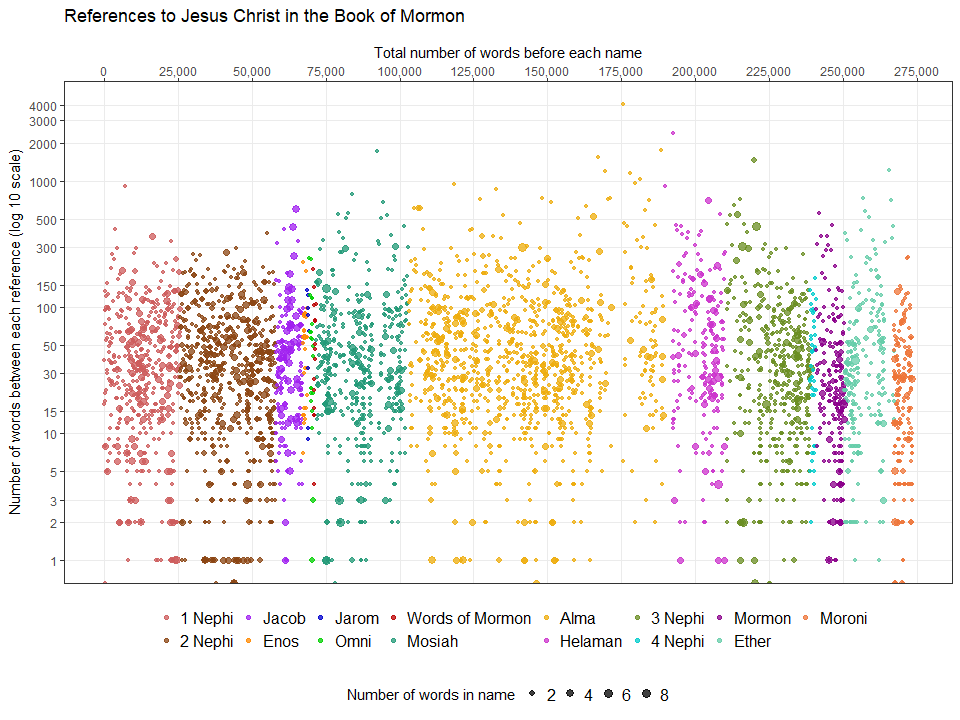 References to Jesus Christ in the Book of Mormon
Total number of words before each name
0 25,000 50,000 75,000 100,000 125,000 150,000 175,000 200,000 225,000 250,000 275,000
Number of words between each reference (log 10 scale)
4000
3000
2000
1000
500
300
150
100
50
30
15
10
5
3
2
1
1 Nephi Jacob Jarom Words of Mormon Alma 3 Nephi Mormon Moroni
2 Nephi Enos Omni Mosiah Helaman 4 Nephi Ether
Number of words in name 2 4 6 8